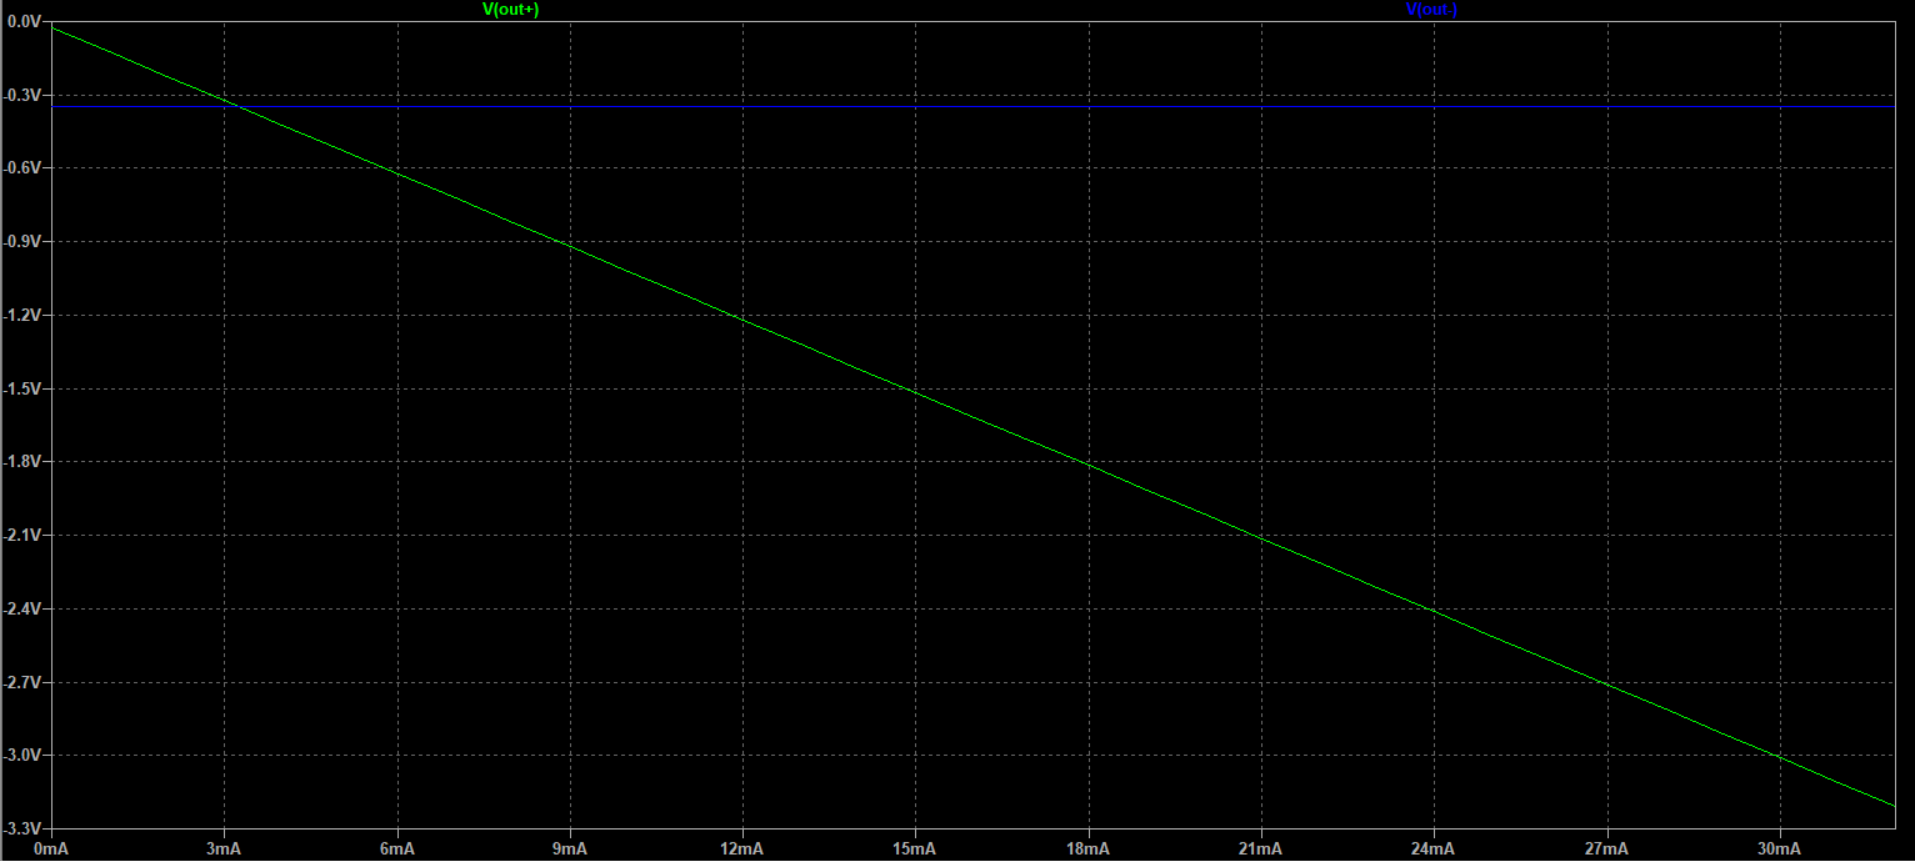 V(out+) V(out-)
0.0V
-0.3V
-0.6V
-0.9V
-1.2V
-1.5V
-1.8V
-2.1V
-2.4V
-2.7V
-3.0V
-3.3V
0mA 3mA 6mA 9mA 12mA 15mA 18mA 21mA 24mA 27mA 30mA